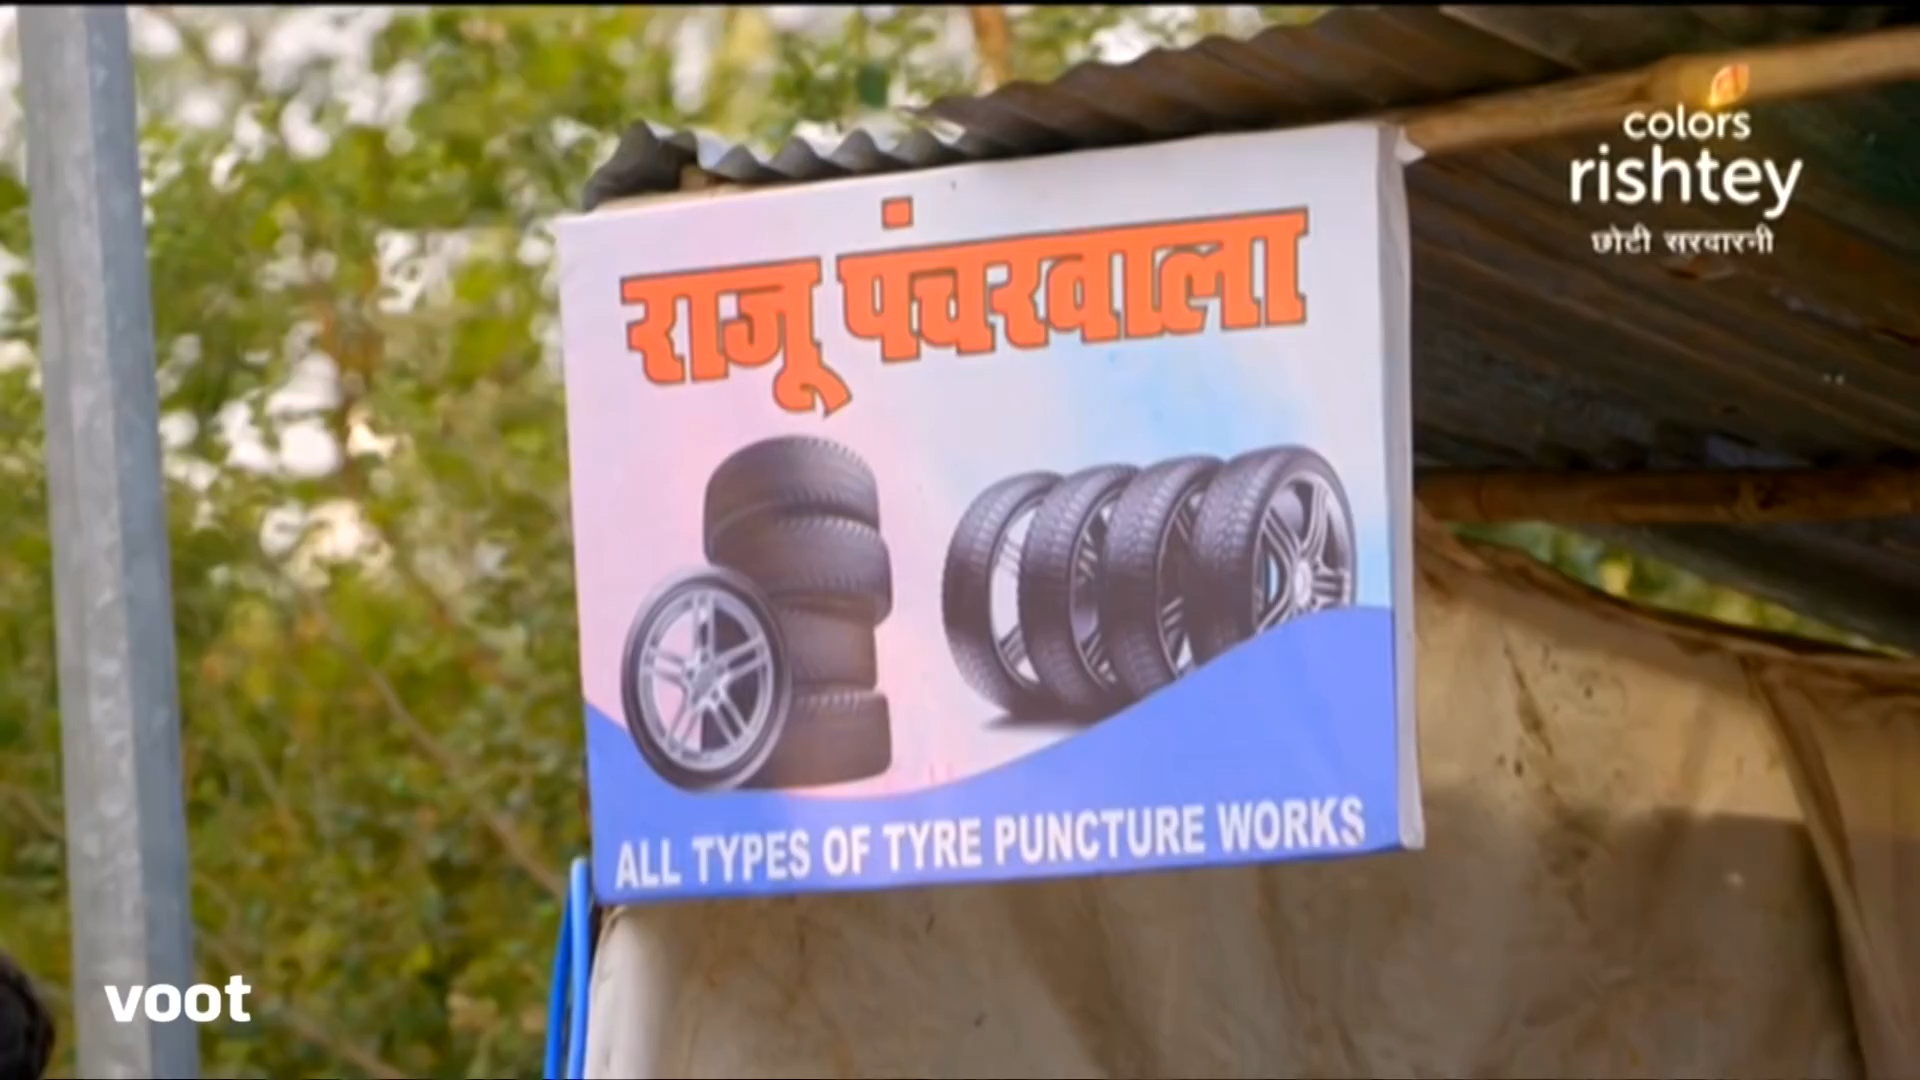 colors
rishtey
छोटी सरदारनी
राजू पंचरवाला
ALL TYPES OF TYRE PUNCTURE WORKS
voot